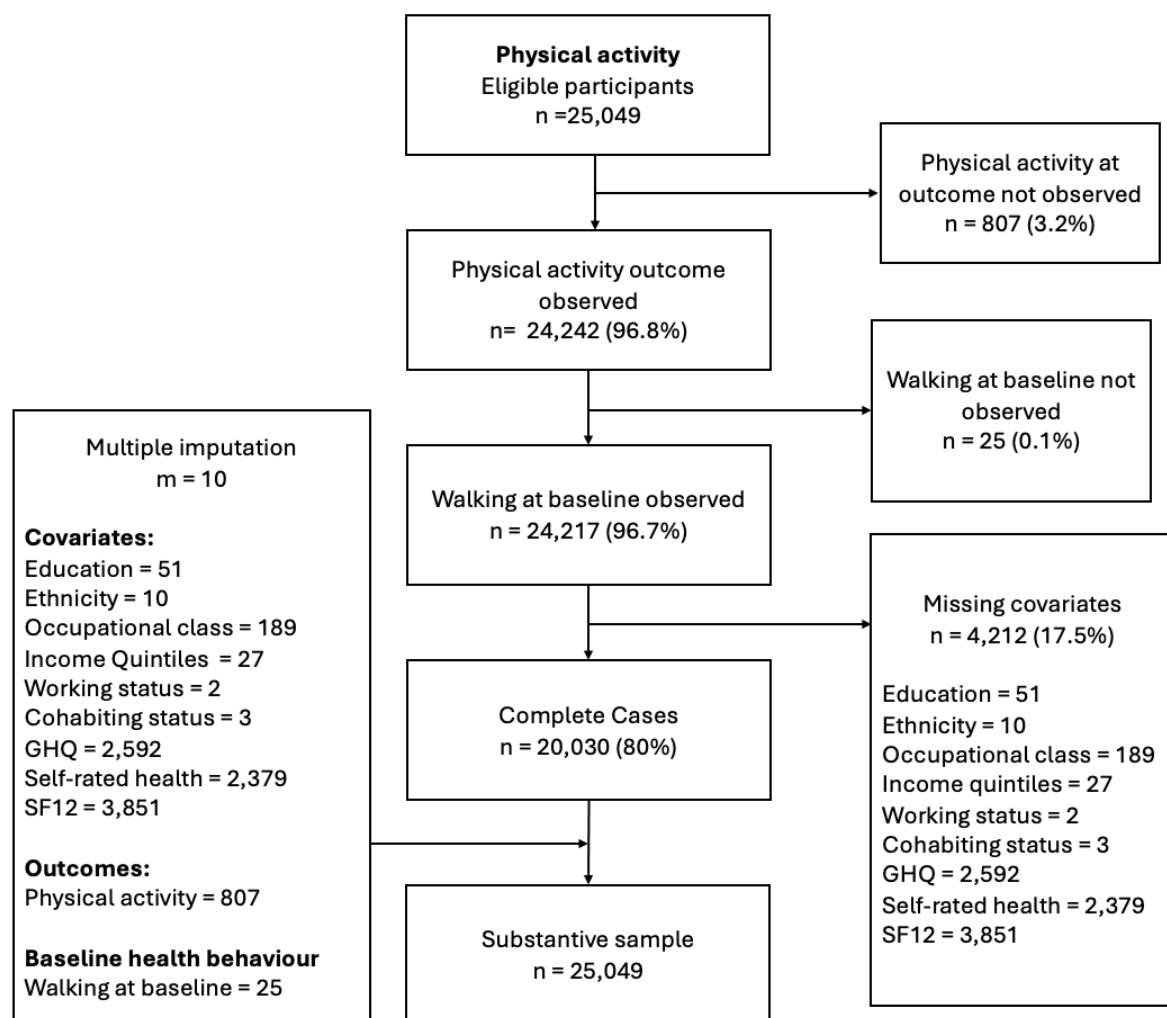 Physical activity
Eligible participants
n =25,049
Physical activity at
outcome not observed
n = 807 (3.2%)
Physical activity outcome
observed
n=  24,242 (96.8%)
Walking at baseline not
observed
n = 25 (0.1%)
Walking at baseline observed
n = 24,217 (96.7%)
Missing covariates
n = 4,212 (17.5%)
Education = 51
Ethnicity = 10
Occupational class = 189
Income quintiles = 27
Working status = 2
Cohabiting status = 3
GHQ = 2,592
Self-rated health = 2,379
SF12 = 3,851
Complete Cases
n = 20,030 (80%)
Multiple imputation
m = 10
Covariates:
Education = 51
Ethnicity = 10
Occupational class = 189
Income Quintiles  = 27
Working status = 2
Cohabiting status = 3
GHQ = 2,592
Self-rated health = 2,379
SF12 = 3,851
Outcomes:
Physical activity = 807
Baseline health behaviour
Walking at baseline = 25
Substantive sample
n = 25,049